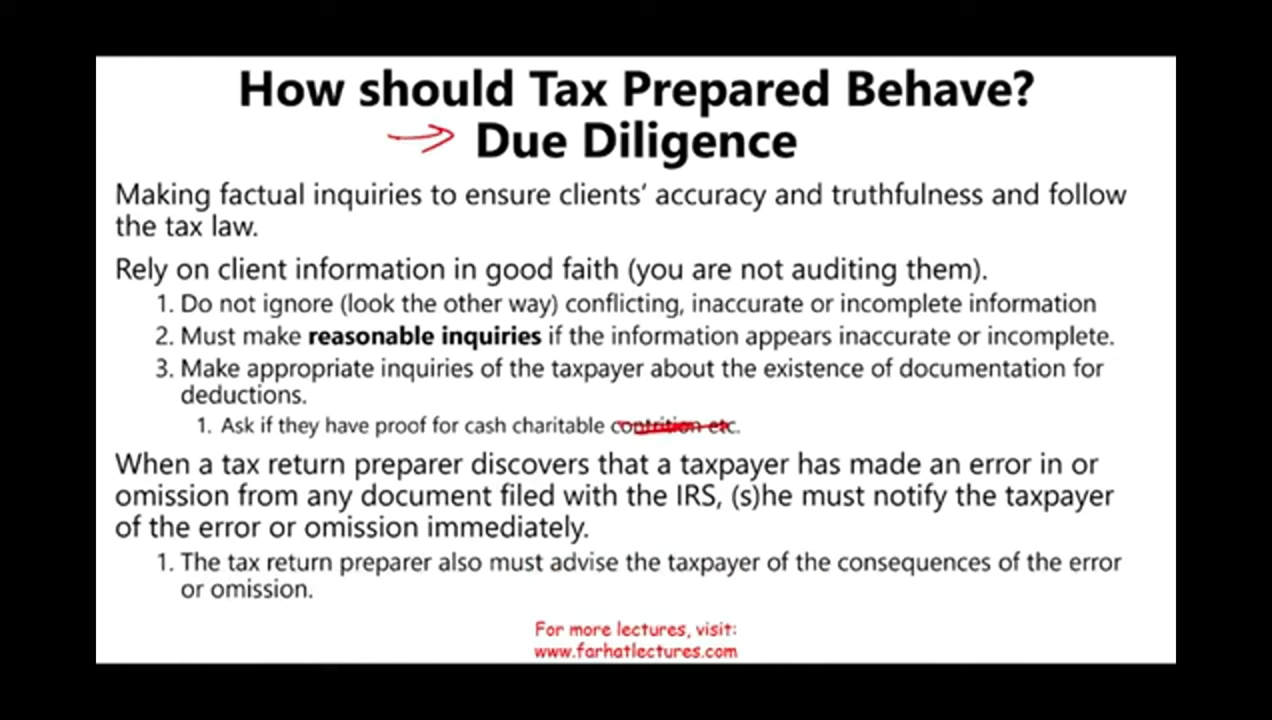 How should Tax Prepared Behave?
Due Diligence
Making factual inquiries to ensure clients' accuracy and truthfulness and follow
the tax law.
Rely on client information in good faith (you are not auditing them).
1. Do not ignore (look the other way) conflicting, inaccurate or incomplete information
2. Must make reasonable inquiries if the information appears inaccurate or incomplete.
3. Make appropriate inquiries of the taxpayer about the existence of documentation for
deductions.
1. Ask if they have proof for cash charitable contrition etc.
When a tax return preparer discovers that a taxpayer has made an error in or
omission from any document filed with the IRS, (s)he must notify the taxpayer
of the error or omission immediately.
1. The tax return preparer also must advise the taxpayer of the consequences of the error
or omission.
For more lectures, visit:
www.farhatlectures.com